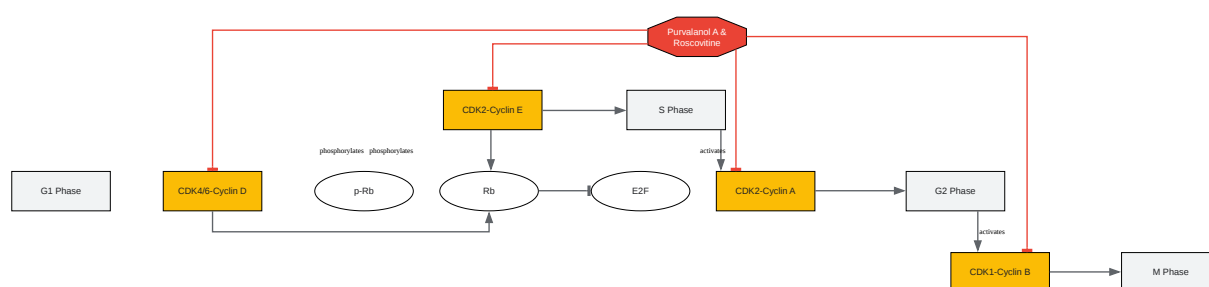 Purvalanol A &
Roscovitine
CDK2-Cyclin E
S Phase
phosphorylates
phosphorylates
activates
G1 Phase
CDK4/6-Cyclin D
p-Rb
Rb
E2F
CDK2-Cyclin A
G2 Phase
activates
CDK1-Cyclin B
M Phase